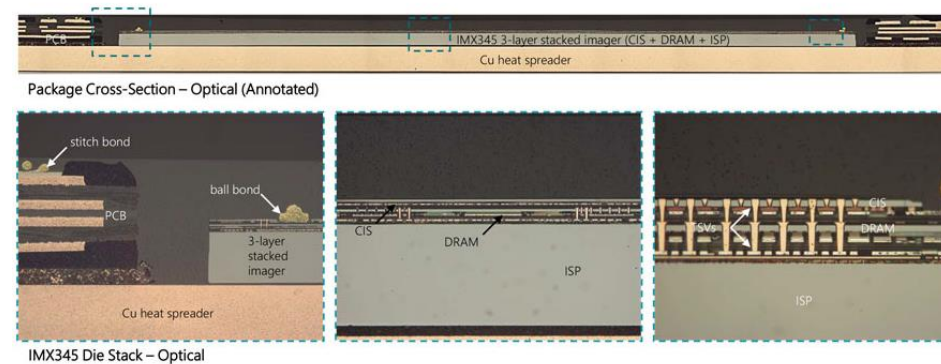 PCB
IMX345 3-layer stacked imager (CIS + DRAM + ISP)
Cu heat spreader
Package Cross-Section – Optical (Annotated)
stitch bond
ball bond
PCB
3-layer
stacked
imager
Cu heat spreader
CIS
DRAM
ISP
CIS
DRAM
TSVs
ISP
IMX345 Die Stack – Optical